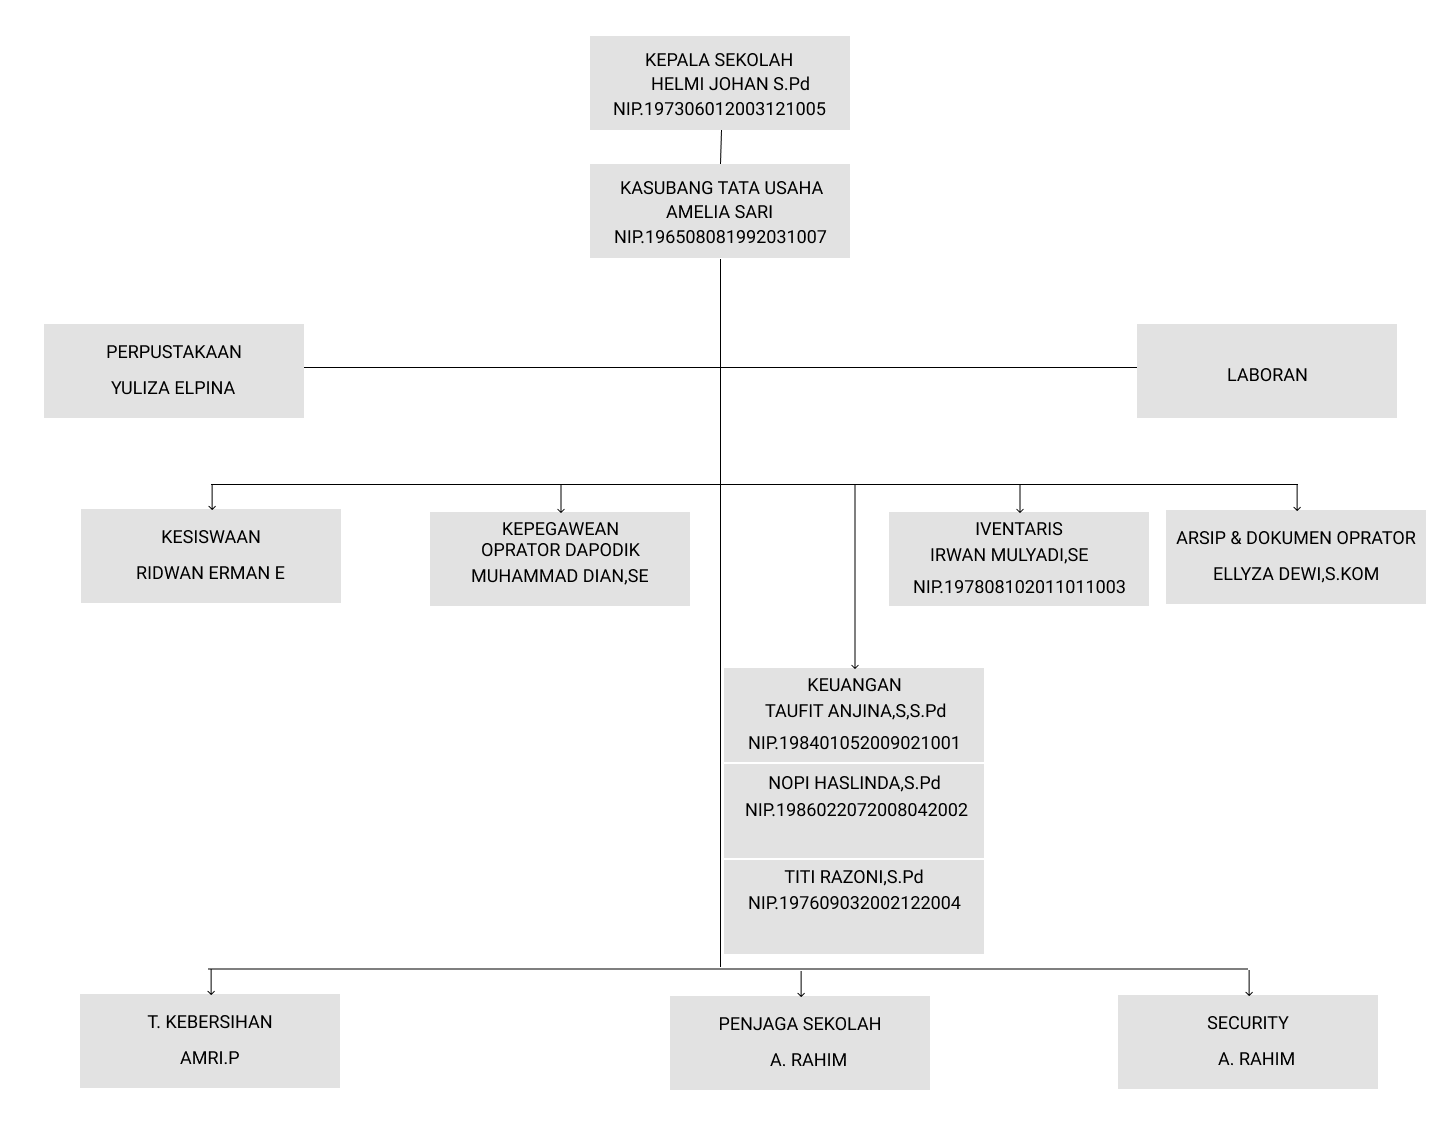 KEPALA SEKOLAH
HELMI JOHAN S.Pd
NIP.197306012003121005
KASUBANG TATA USAHA
AMELIA SARI
NIP.196508081992031007
PERPUSTAKAAN
YULIZA ELPINA
LABORAN
KESISWAAN
RIDWAN ERMAN E
KEPEGAWEAN
OPRATOR DAPODIK
MUHAMMAD DIAN,SE
IVENTARIS
IRWAN MULYADI,SE
NIP.197808102011011003
ARSIP & DOKUMEN OPRATOR
ELLYZA DEWI,S.KOM
KEUANGAN
TAUFIT ANJINA,S,S.Pd
NIP.198401052009021001
NOPI HASLINDA,S.Pd
NIP.1986022072008042002
TITI RAZONI,S.Pd
NIP.197609032002122004
T. KEBERSIHAN
AMRI.P
PENJAGA SEKOLAH
A. RAHIM
SECURITY
A. RAHIM